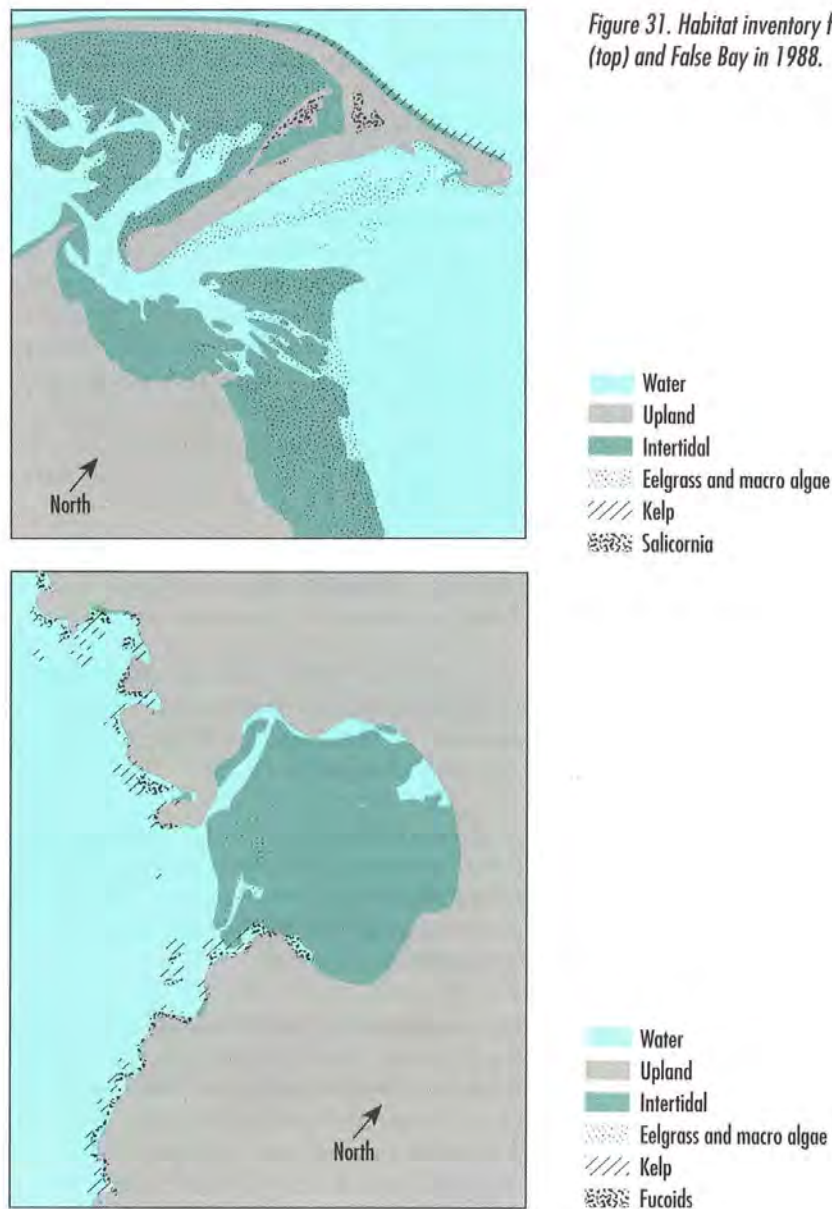 Figure 31. Habitat inventory f
(top) and False Bay in 1988.
North
Water
Upland
Intertidal
Eelgrass and macro algae
Kelp
Salicornia
North
Water
Upland
Intertidal
Eelgrass and macro algae
Kelp
Fucoids